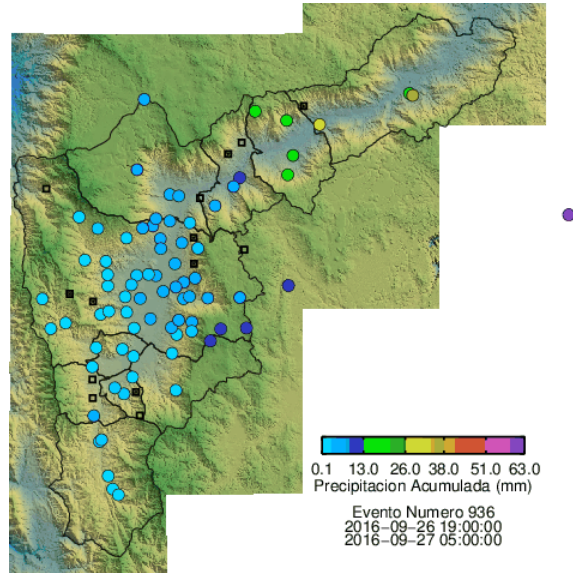 0.1 13.0 26.0 38.0 51.0 63.0
Precipitacion Acumulada (mm)
Evento Numero 936
2016-09-26 19:00:00
2016-09-27 05:00:00